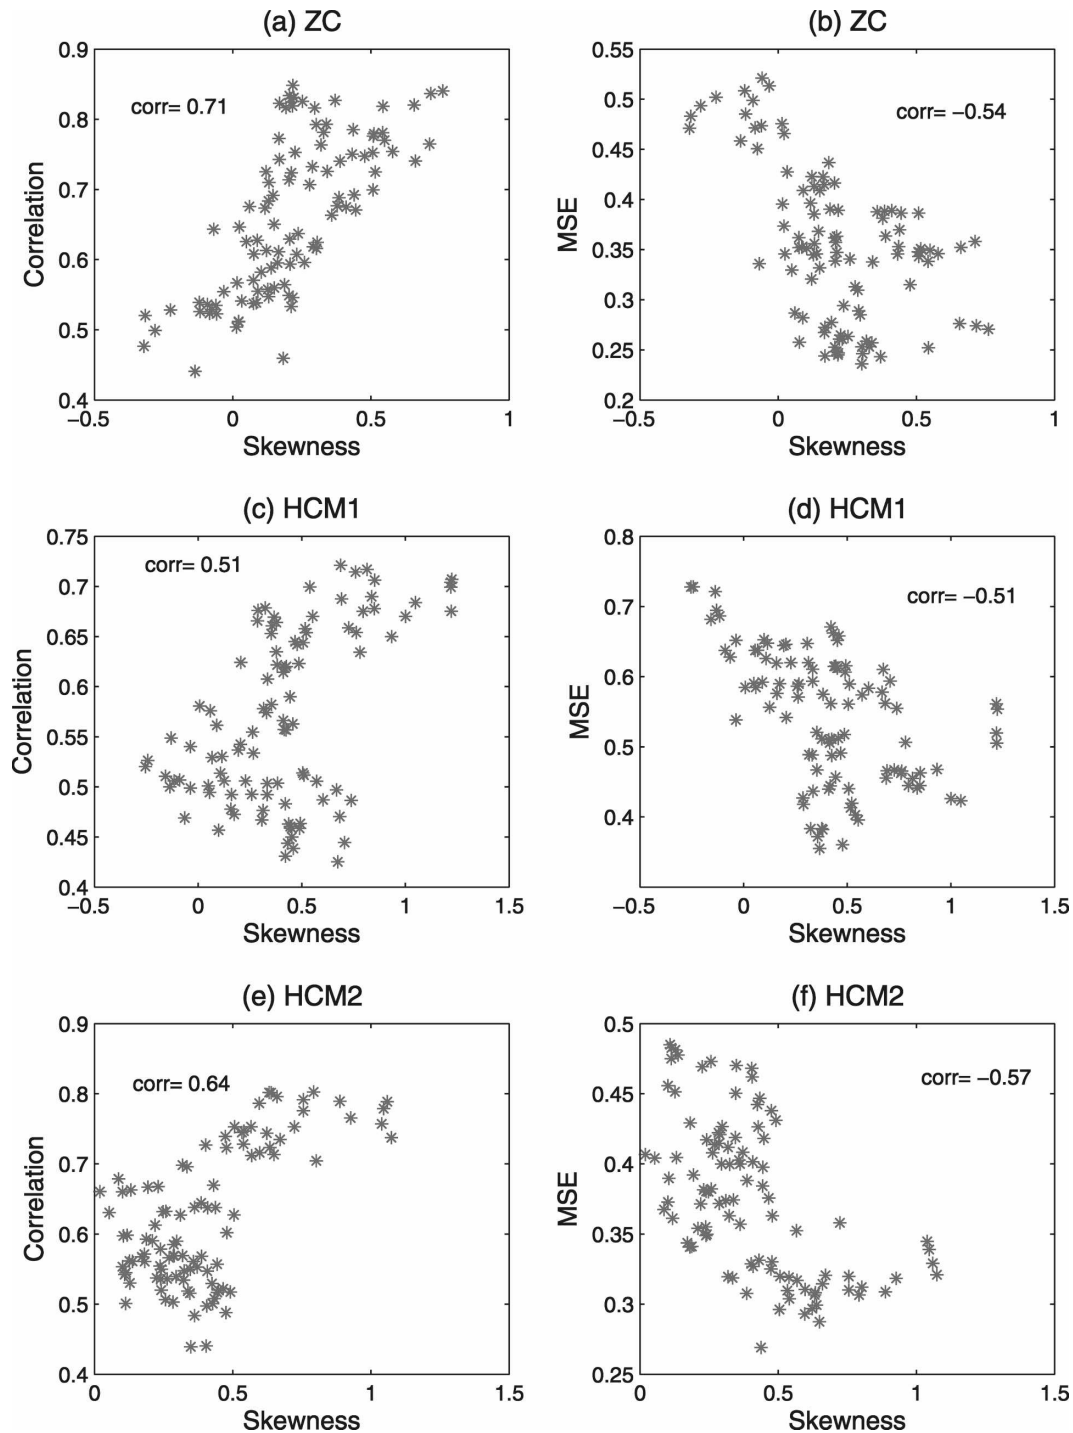 (a) ZC
0.9
0.8
0.7
0.6
0.5
0.4
Correlation
corr= 0.71
−0.5 0 0.5 1
Skewness
(b) ZC
0.55
0.5
0.45
0.4
0.35
0.3
0.25
0.2
MSE
corr= −0.54
−0.5 0 0.5 1
Skewness
(c) HCM1
0.75
0.7
0.65
0.6
0.55
0.5
0.45
0.4
Correlation
corr= 0.51
−0.5 0 0.5 1 1.5
Skewness
(d) HCM1
0.8
0.7
0.6
0.5
0.4
MSE
corr= −0.51
−0.5 0 0.5 1 1.5
Skewness
(e) HCM2
0.9
0.8
0.7
0.6
0.5
0.4
Correlation
corr= 0.64
0 0.5 1 1.5
Skewness
(f) HCM2
0.5
0.45
0.4
0.35
0.3
0.25
MSE
corr= −0.57
0 0.5 1 1.5
Skewness